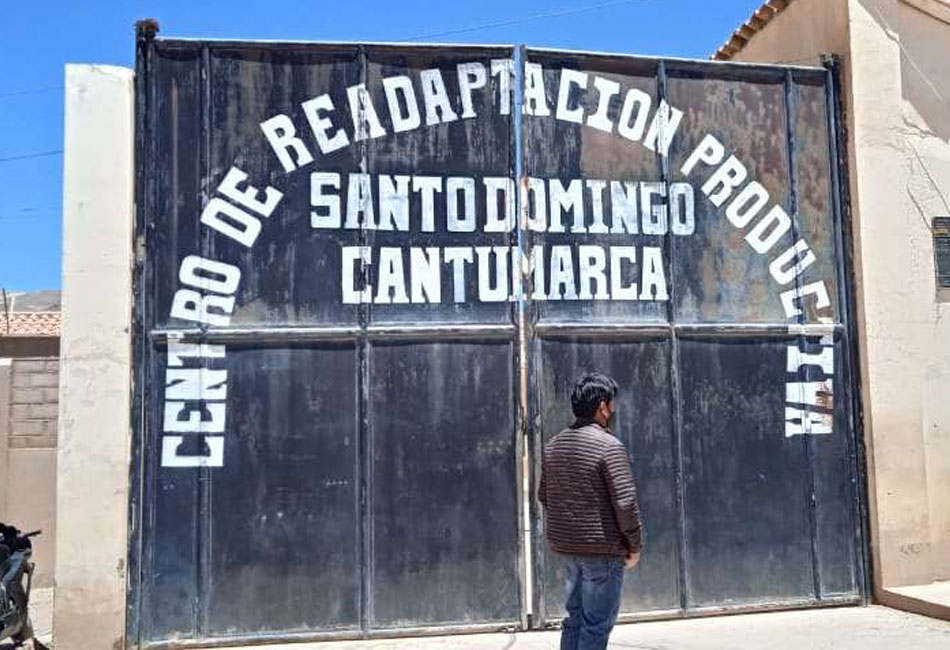 CENTRO DE READAPTACION PRODUCTIVA
SANTO DOMINGO
CANTUMARCA